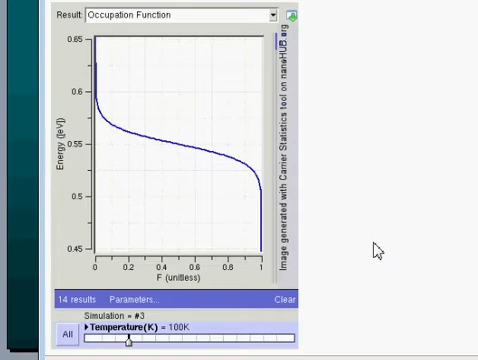 Result: Occupation Function
0.65
0.6
0.55
0.5
0.45
Energy ([eV])
0
0.2
0.4
0.6
0.8
1
F (unitless)
Image generated with Carrier Statistics tool on nanoHUB.org
14 results Parameters... Clear
Simulation = #3
All
Temperature(K) = 100K